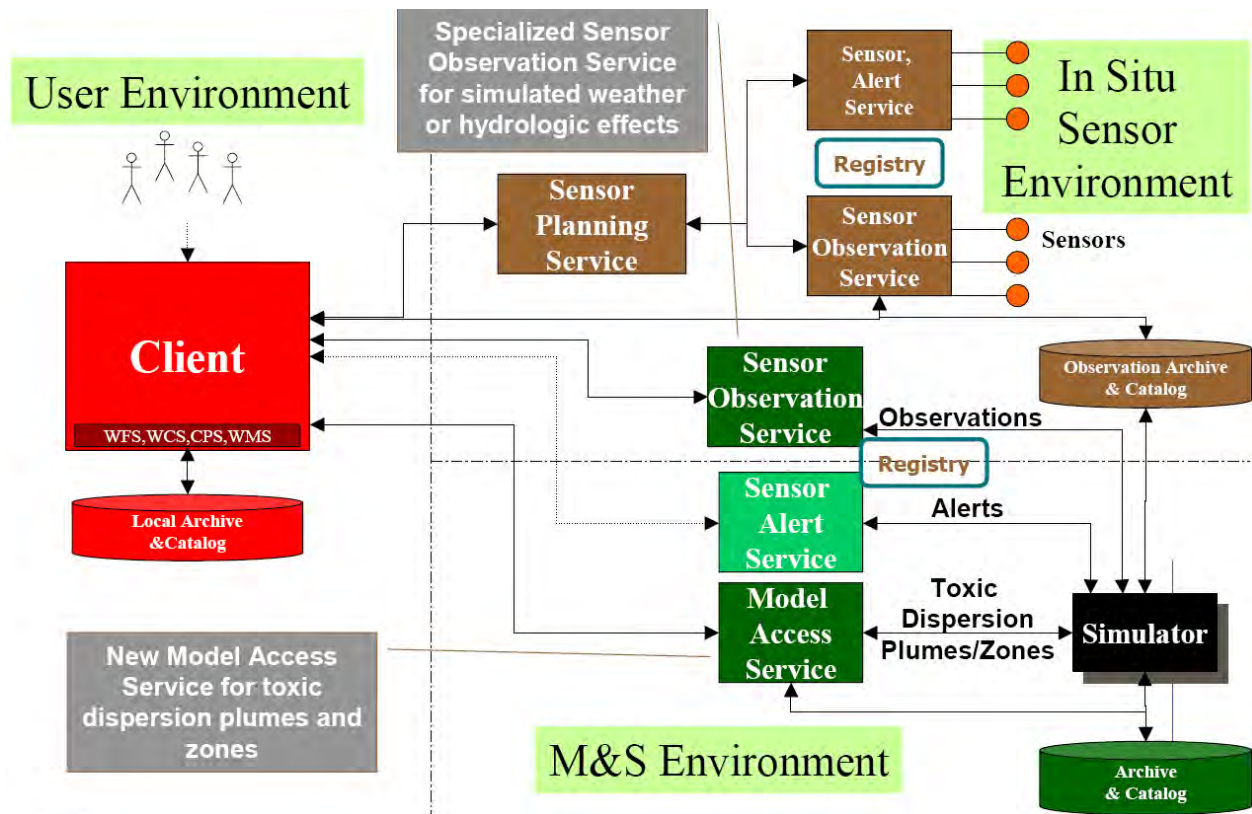 User Environment
Specialized Sensor
Observation Service
for simulated weather
or hydrologic effects
Sensor,
Alert
Service
In Situ
Sensor
Environment
Registry
Sensor
Planning
Service
Sensor
Observation
Service
Sensors
Client
WFS,WCS,CPS,WMS
Local Archive
&Catalog
Sensor
Observation
Service
Observations
Observation Archive
& Catalog
Registry
Sensor
Alert
Service
Alerts
Model
Access
Service
Toxic
Dispersion
Plumes/Zones
Simulator
New Model Access
Service for toxic
dispersion plumes and
zones
M&S Environment
Archive
& Catalog